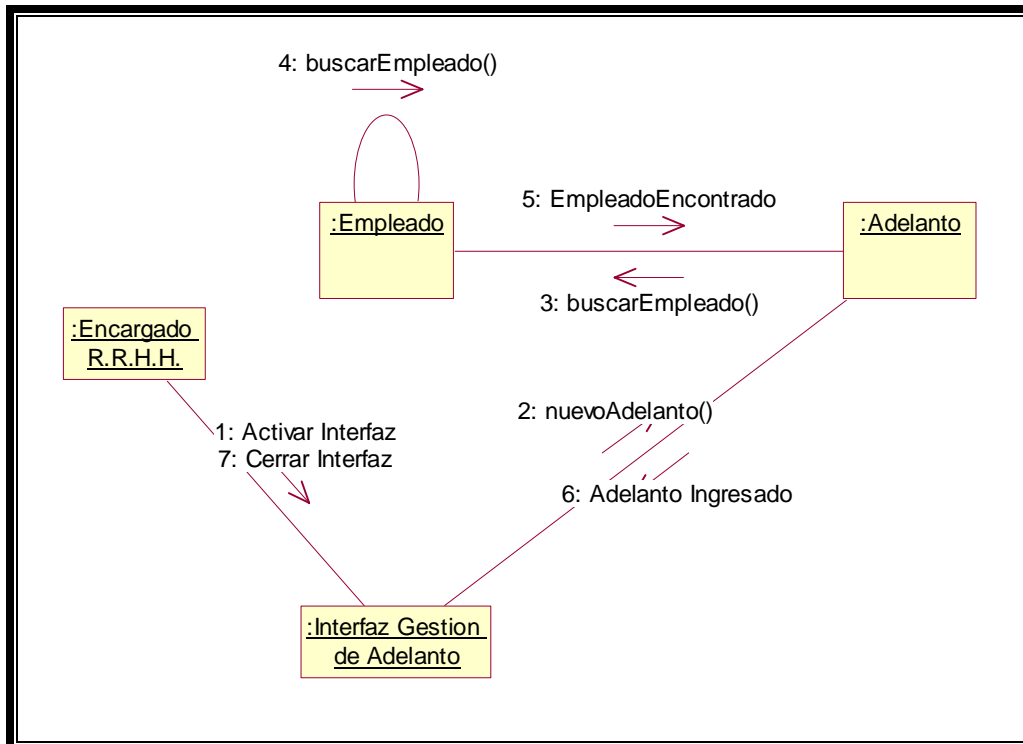 4: buscarEmpleado()
5: EmpleadoEncontrado
:Empleado
:Adelanto
3: buscarEmpleado()
:Encargado
R.R.H.H.
2: nuevoAdelanto()
1: Activar Interfaz
7: Cerrar Interfaz
6: Adelanto Ingresado
:Interfaz Gestion
de Adelanto